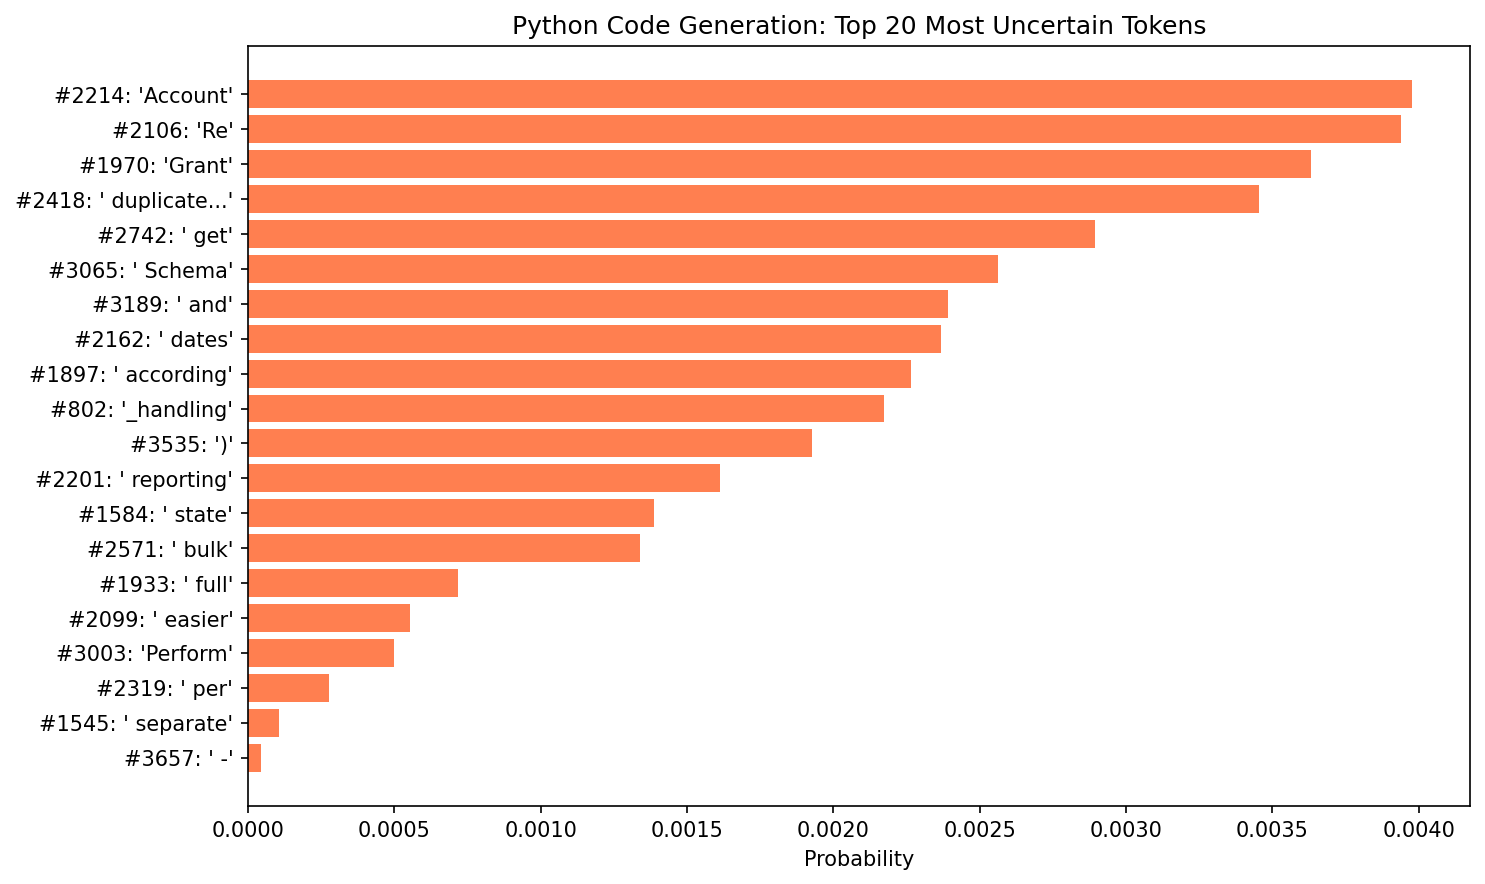 Python Code Generation: Top 20 Most Uncertain Tokens
#2214: 'Account'
#2106: 'Re'
#1970: 'Grant'
#2418: ' duplicate...'
#2742: ' get'
#3065: ' Schema'
#3189: ' and'
#2162: ' dates'
#1897: ' according'
#802: '_handling'
#3535: ')'
#2201: ' reporting'
#1584: ' state'
#2571: ' bulk'
#1933: ' full'
#2099: ' easier'
#3003: 'Perform'
#2319: ' per'
#1545: ' separate'
#3657: ' -'
0.0000 0.0005 0.0010 0.0015 0.0020 0.0025 0.0030 0.0035 0.0040
Probability